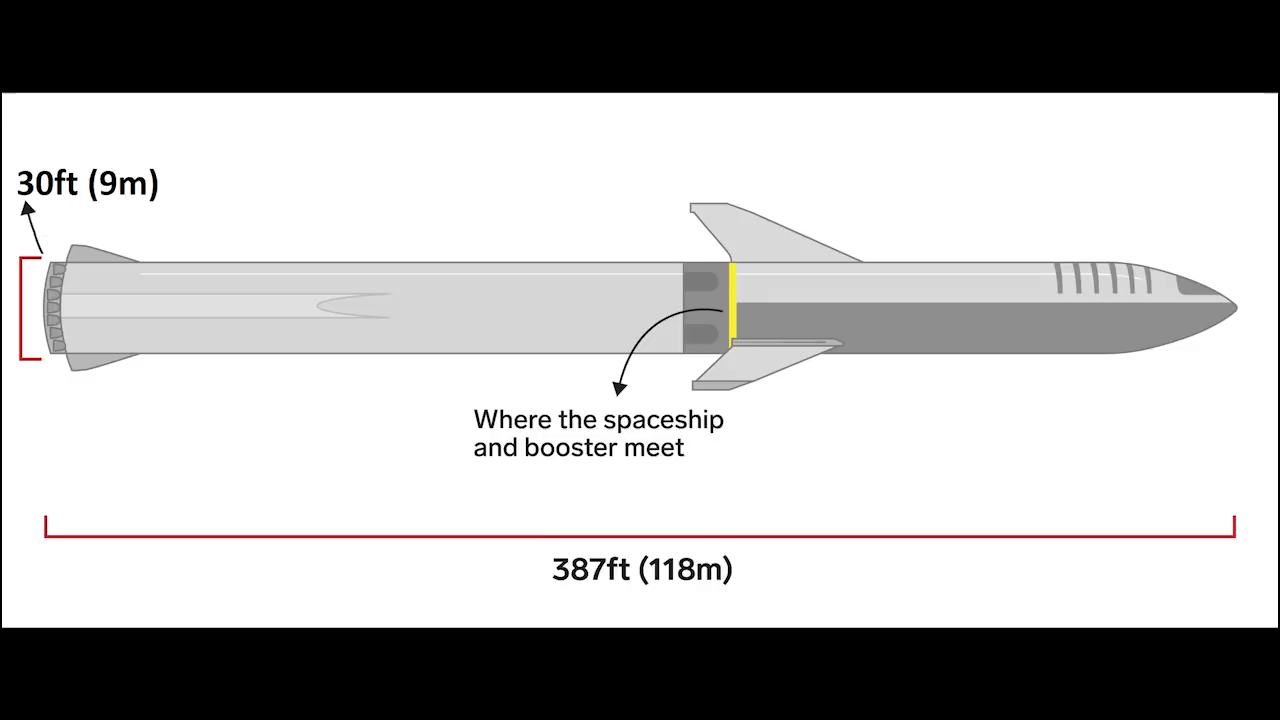 30ft (9m)
Where the spaceship
and booster meet
387ft (118m)